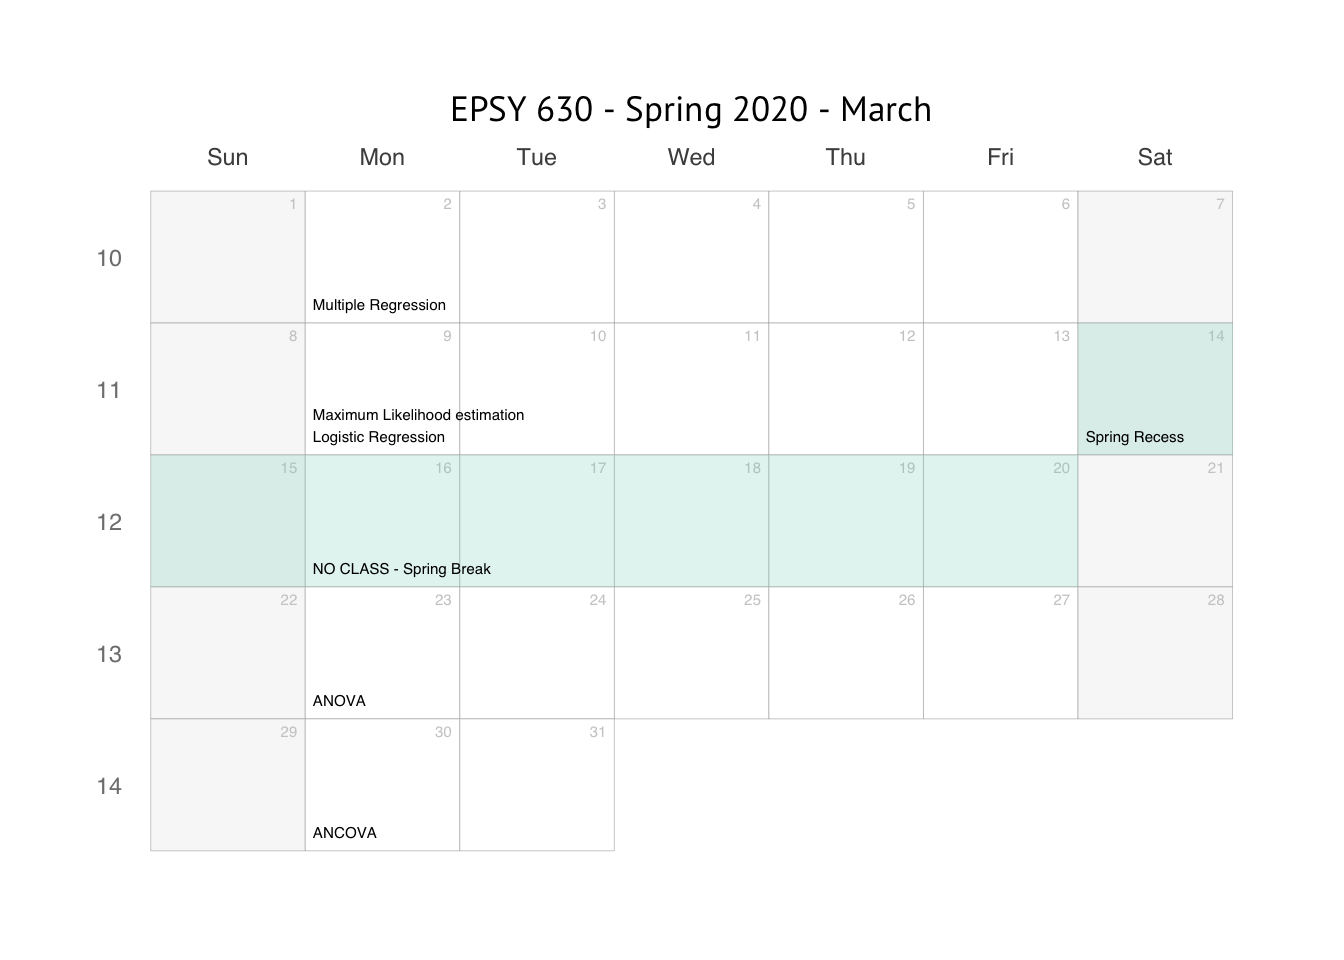 EPSY 630 - Spring 2020 - March
Sun Mon Tue Wed Thu Fri Sat
10
1 2 3 4 5 6 7
Multiple Regression
11
8 9 10 11 12 13 14
Maximum Likelihood estimation
Logistic Regression Spring Recess
12
15 16 17 18 19 20 21
NO CLASS - Spring Break
13
22 23 24 25 26 27 28
ANOVA
14
29 30 31
ANCOVA